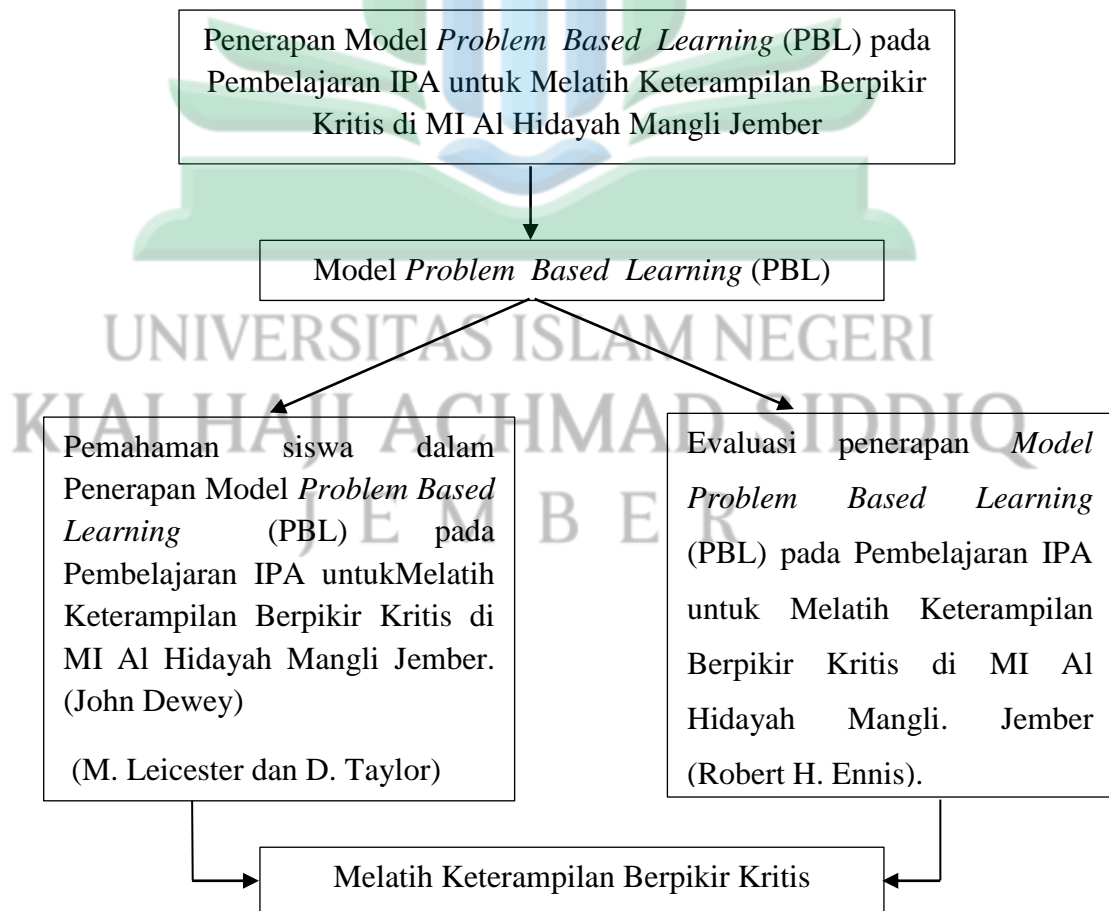 Penerapan Model Problem Based Learning (PBL) pada
Pembelajaran IPA untuk Melatih Keterampilan Berpikir
Kritis di MI Al Hidayah Mangli Jember
Model Problem Based Learning (PBL)
UNIVERSITAS ISLAM NEGERI
KIAI HAJI ACHMAD SIDDIQ
JEMBER
Pemahaman siswa dalam
Penerapan Model Problem Based
Learning (PBL) pada
Pembelajaran IPA untukMelatih
Keterampilan Berpikir Kritis di
MI Al Hidayah Mangli Jember.
(John Dewey)
(M. Leicester dan D. Taylor)
Evaluasi penerapan Model
Problem Based Learning
(PBL) pada Pembelajaran IPA
untuk Melatih Keterampilan
Berpikir Kritis di MI Al
Hidayah Mangli. Jember
(Robert H. Ennis).
Melatih Keterampilan Berpikir Kritis